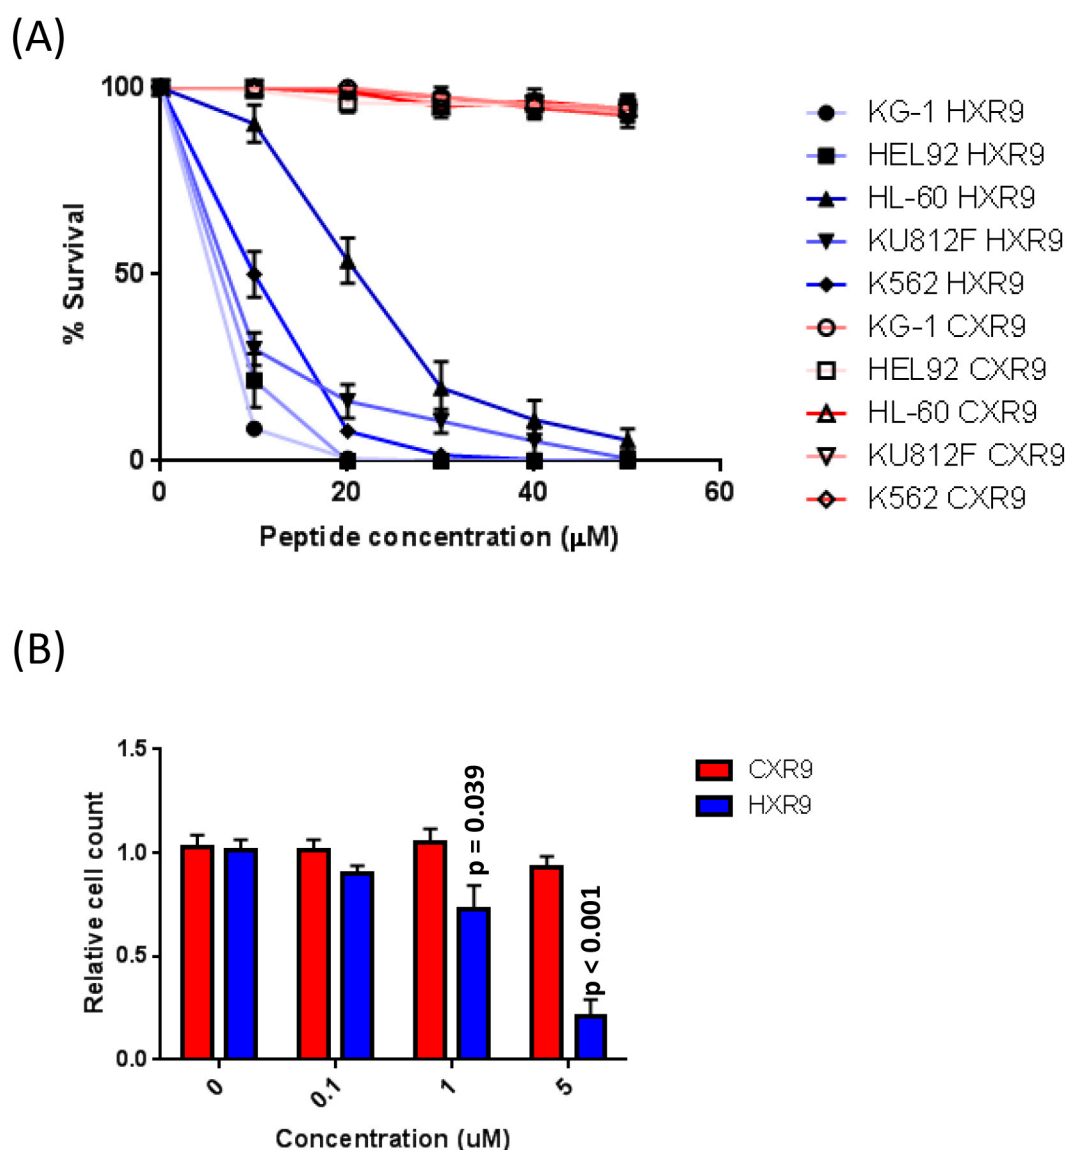 (A)
100
50
0
% Survival
0 20 40 60
Peptide concentration (μM)
KG-1 HXR9
HEL92 HXR9
HL-60 HXR9
KU812F HXR9
K562 HXR9
KG-1 CXR9
HEL92 CXR9
HL-60 CXR9
KU812F CXR9
K562 CXR9
(B)
1.5
1.0
0.5
0.0
Relative cell count
p = 0.039
p < 0.001
0 0.1 1 5
Concentration (uM)
CXR9
HXR9